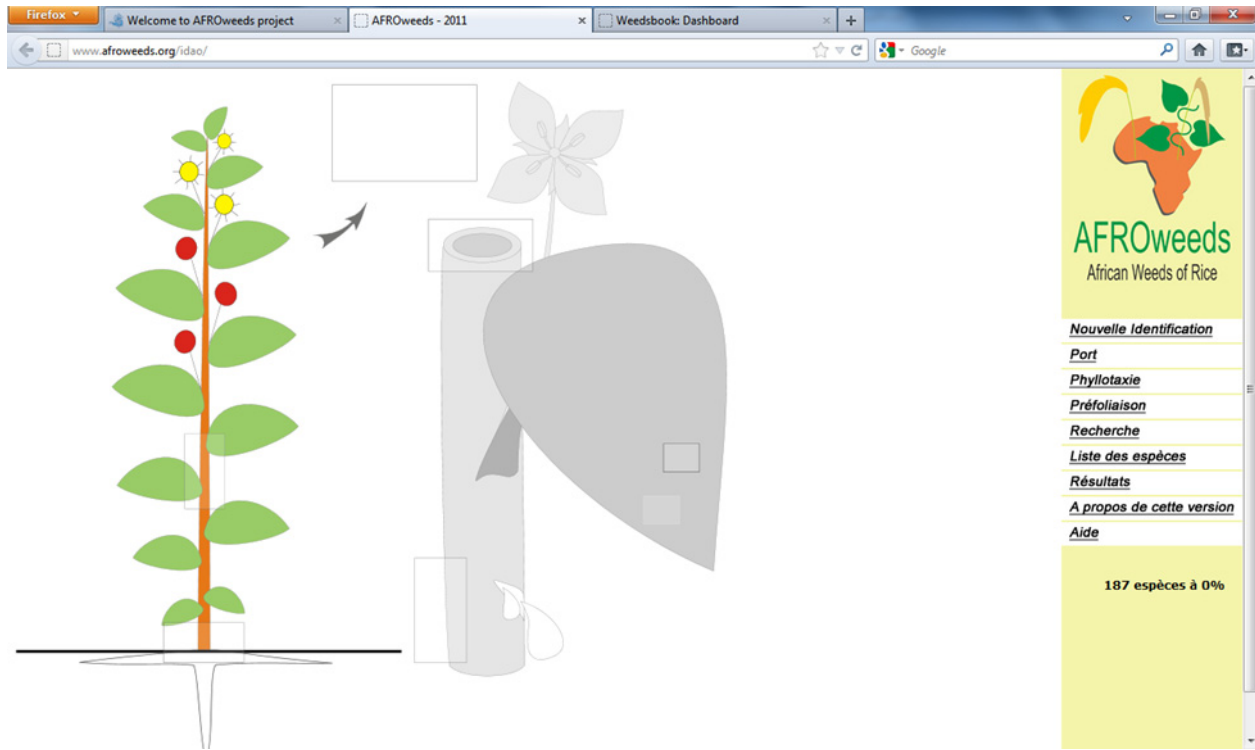 Firefox
Welcome to AFROweeds project
AFROweeds - 2011
Weedsbook: Dashboard
www.afroweeds.org/idao/
Google
AFROweeds
African Weeds of Rice
Nouvelle Identification
Port
Phyllotaxie
Préfoliaison
Recherche
Liste des espèces
Résultats
A propos de cette version
Aide
187 espèces à 0%